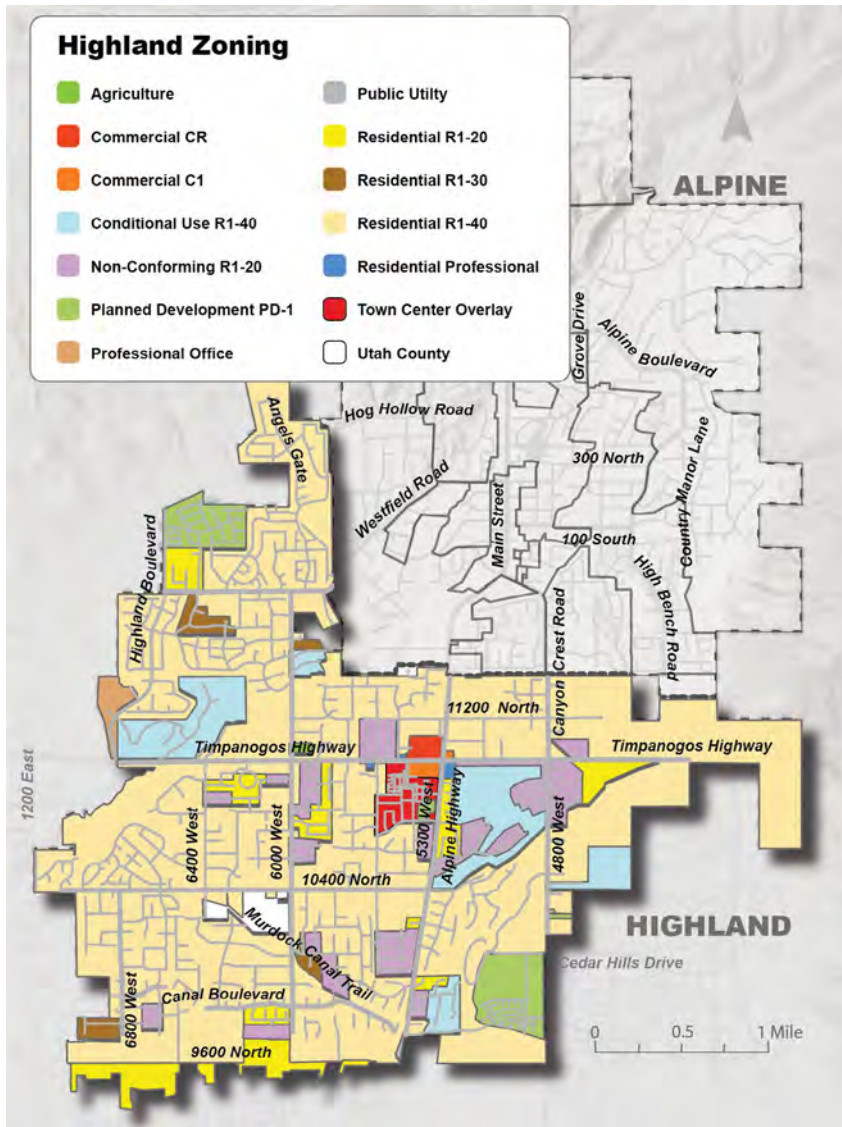 Highland Zoning
Agriculture
Commercial CR
Commercial C1
Conditional Use R1-40
Non-Conforming R1-20
Planned Development PD-1
Professional Office
Public Utilty
Residential R1-20
Residential R1-30
Residential R1-40
Residential Professional
Town Center Overlay
Utah County
ALPINE
Grove Drive
Alpine Boulevard
Angels Gate
Hog Hollow Road
300 North
Country Manor Lane
Westfield Road
Main Street
100 South
Highland Boulevard
High Bench Road
Canyon Crest Road
11200 North
Timpanogos Highway
Timpanogos Highway
1200 East
6400 West
6000 West
5300 West
Alpine Highway
4800 West
10400 North
HIGHLAND
Murdock Canal Trail
Cedar Hills Drive
6800 West
Canal Boulevard
9600 North
0 0.5 1 Mile